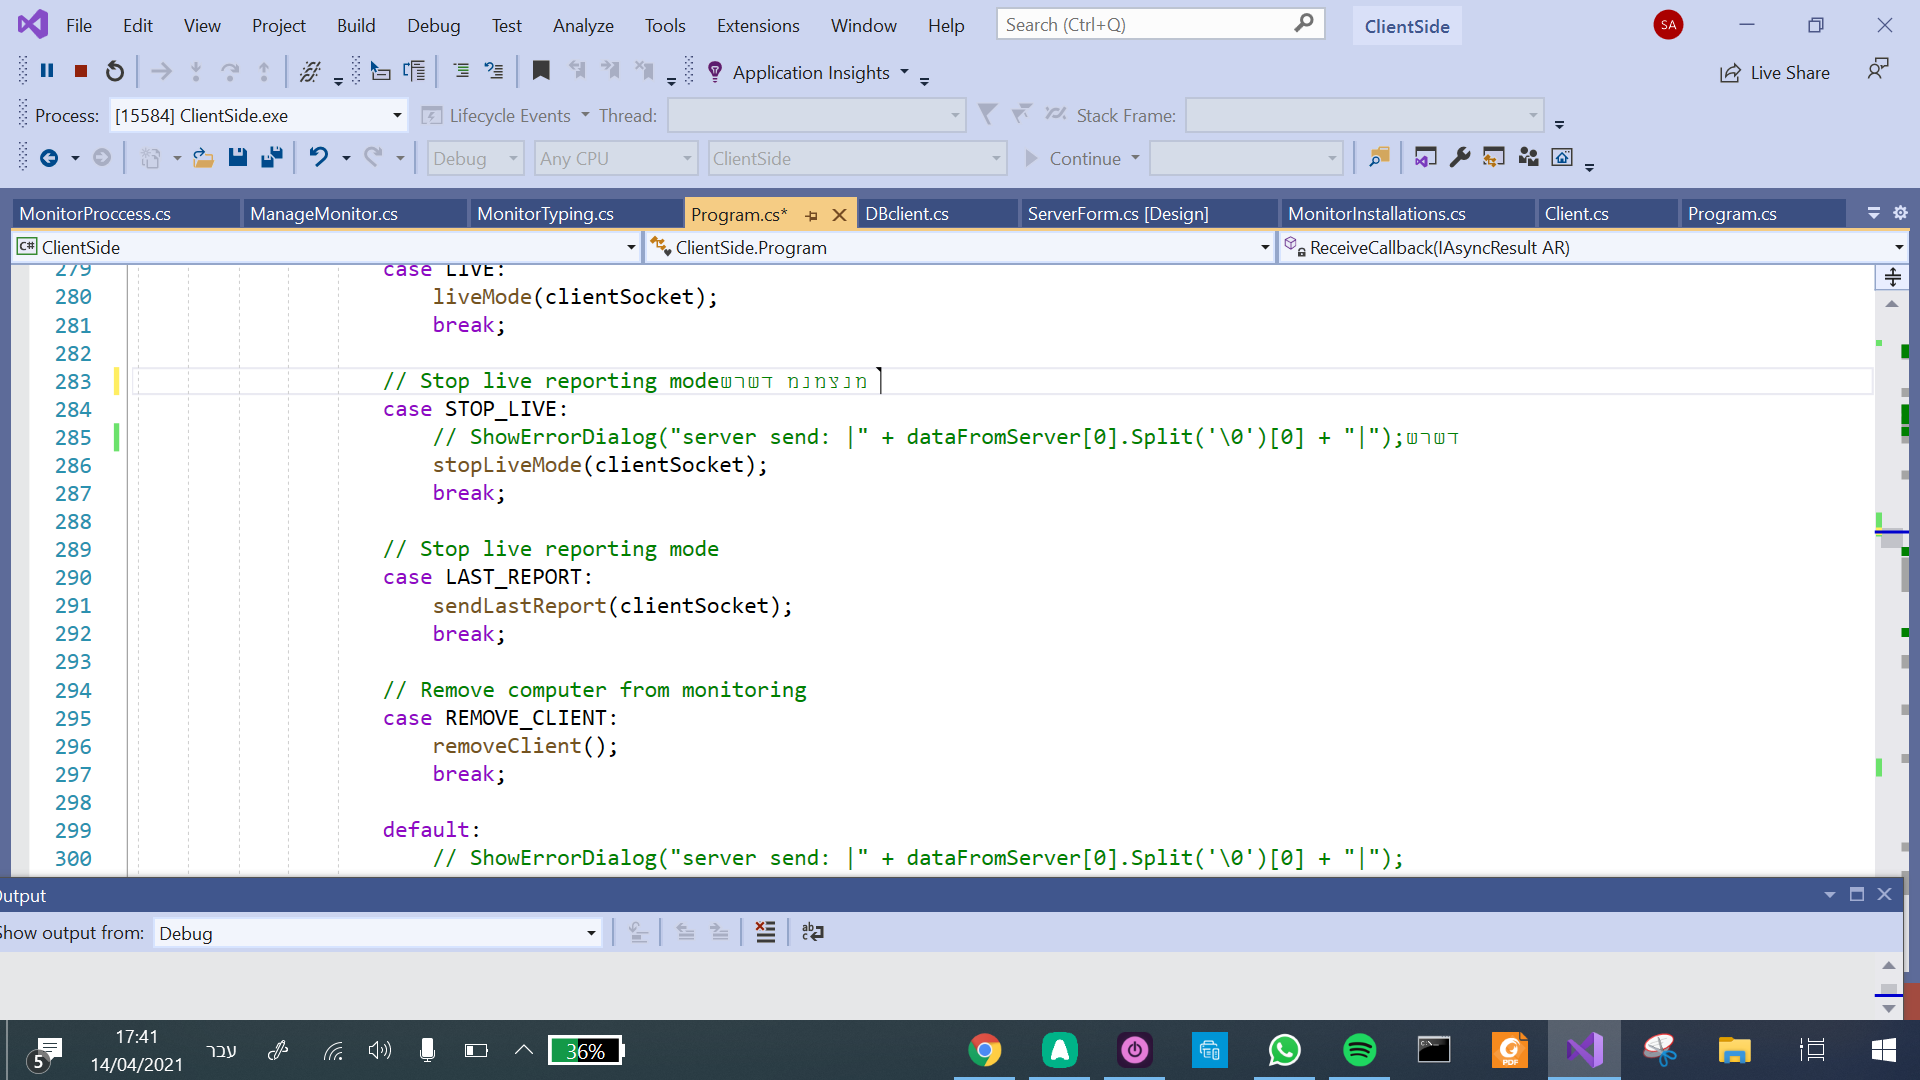 File Edit View Project Build Debug Test Analyze Tools Extensions Window Help Search (Ctrl+Q) ClientSide SA
Application Insights Live Share
Process: [15584] ClientSide.exe Lifecycle Events Thread: Stack Frame:
Debug Any CPU ClientSide Continue
MonitorProccess.cs ManageMonitor.cs MonitorTyping.cs Program.cs* DBclient.cs ServerForm.cs [Design] MonitorInstallations.cs Client.cs Program.cs
C# ClientSide ClientSide.Program ReceiveCallback(IAsyncResult AR)
279 case LIVE:
280 liveMode(clientSocket);
281 break;
282
283 // Stop live reporting modeדשרש מנצמנמ
284 case STOP_LIVE:
285 // ShowErrorDialog("server send: |" + dataFromServer[0].Split('\0')[0] + "|");דשרש
286 stopLiveMode(clientSocket);
287 break;
288
289 // Stop live reporting mode
290 case LAST_REPORT:
291 sendLastReport(clientSocket);
292 break;
293
294 // Remove computer from monitoring
295 case REMOVE_CLIENT:
296 removeClient();
297 break;
298
299 default:
300 // ShowErrorDialog("server send: |" + dataFromServer[0].Split('\0')[0] + "|");
Output
Show output from: Debug
5 17:41 עבר 36% PDF
14/04/2021